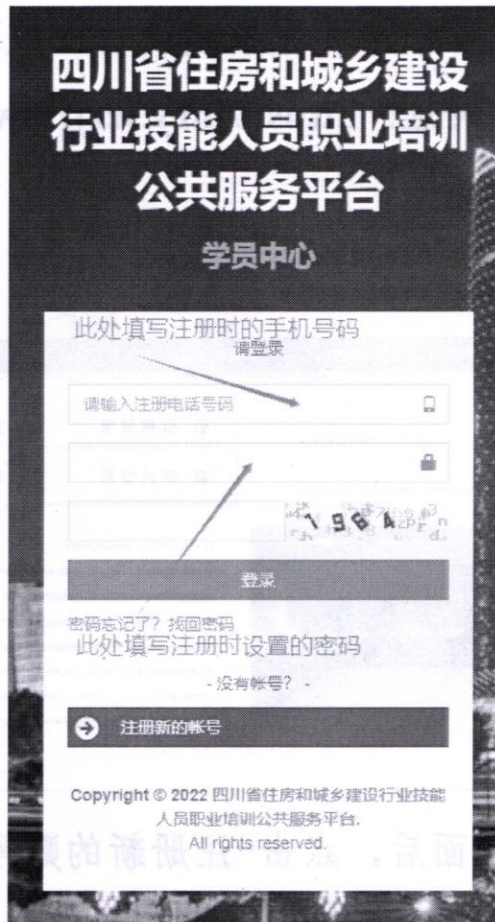 四川省住房和城乡建设
行业技能人员职业培训
公共服务平台
学员中心
此处填写注册时的手机号码
请登录
请输入注册电话号码
7964
登录
密码忘记了？找回密码
此处填写注册时设置的密码
- 没有帐号？ -
注册新的帐号
Copyright © 2022 四川省住房和城乡建设行业技能
人员职业培训公共服务平台.
All rights reserved.